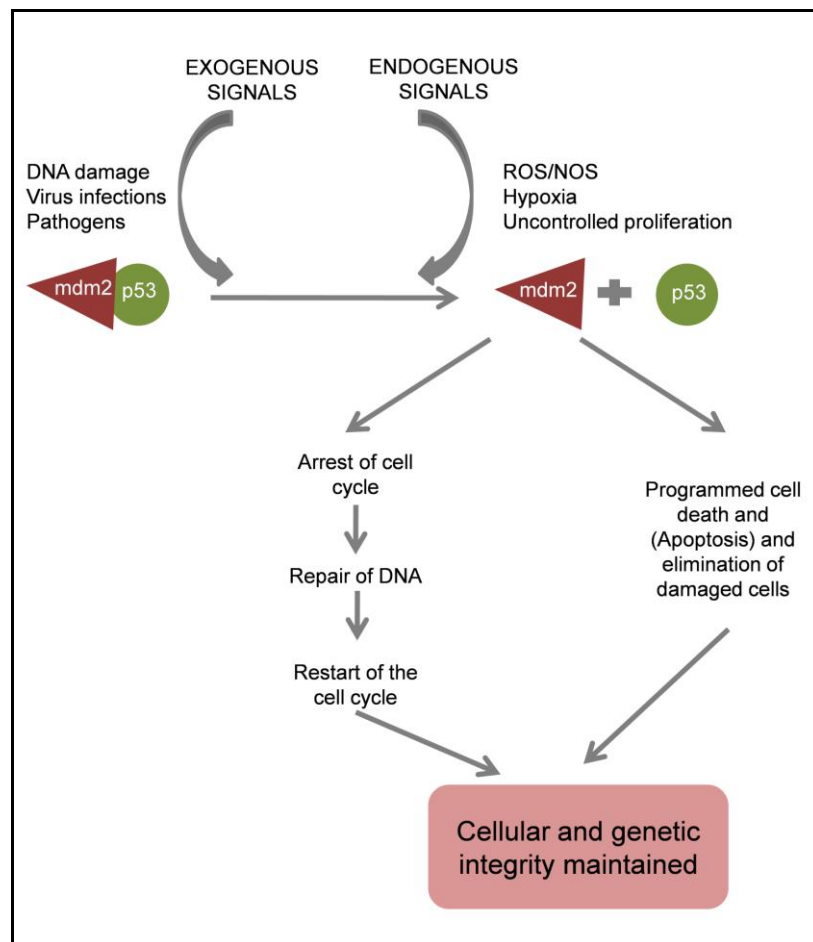 EXOGENOUS
SIGNALS
ENDOGENOUS
SIGNALS
DNA damage
Virus infections
Pathogens
ROS/NOS
Hypoxia
Uncontrolled proliferation
mdm2
p53
mdm2
p53
Arrest of cell
cycle
Repair of DNA
Restart of the
cell cycle
Programmed cell
death and
(Apoptosis) and
elimination of
damaged cells
Cellular and genetic
integrity maintained